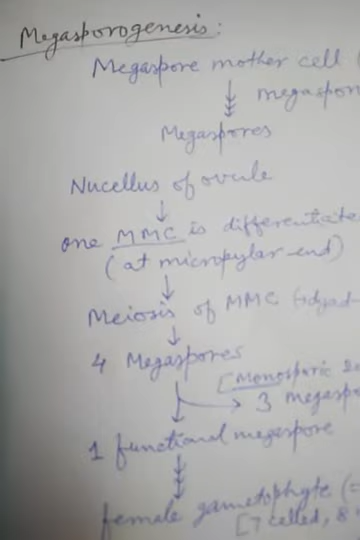 Megasporogenesis:
Megaspore mother cell (
megaspor
Megaspores
Nucellus of ovule
one MMC is differentiate
(at micropylar end)
Meiosis of MMC
4 Megaspores
[Monosporic
3 megasp
1 functional megaspore
female gametophyte (
[7 celled, 8